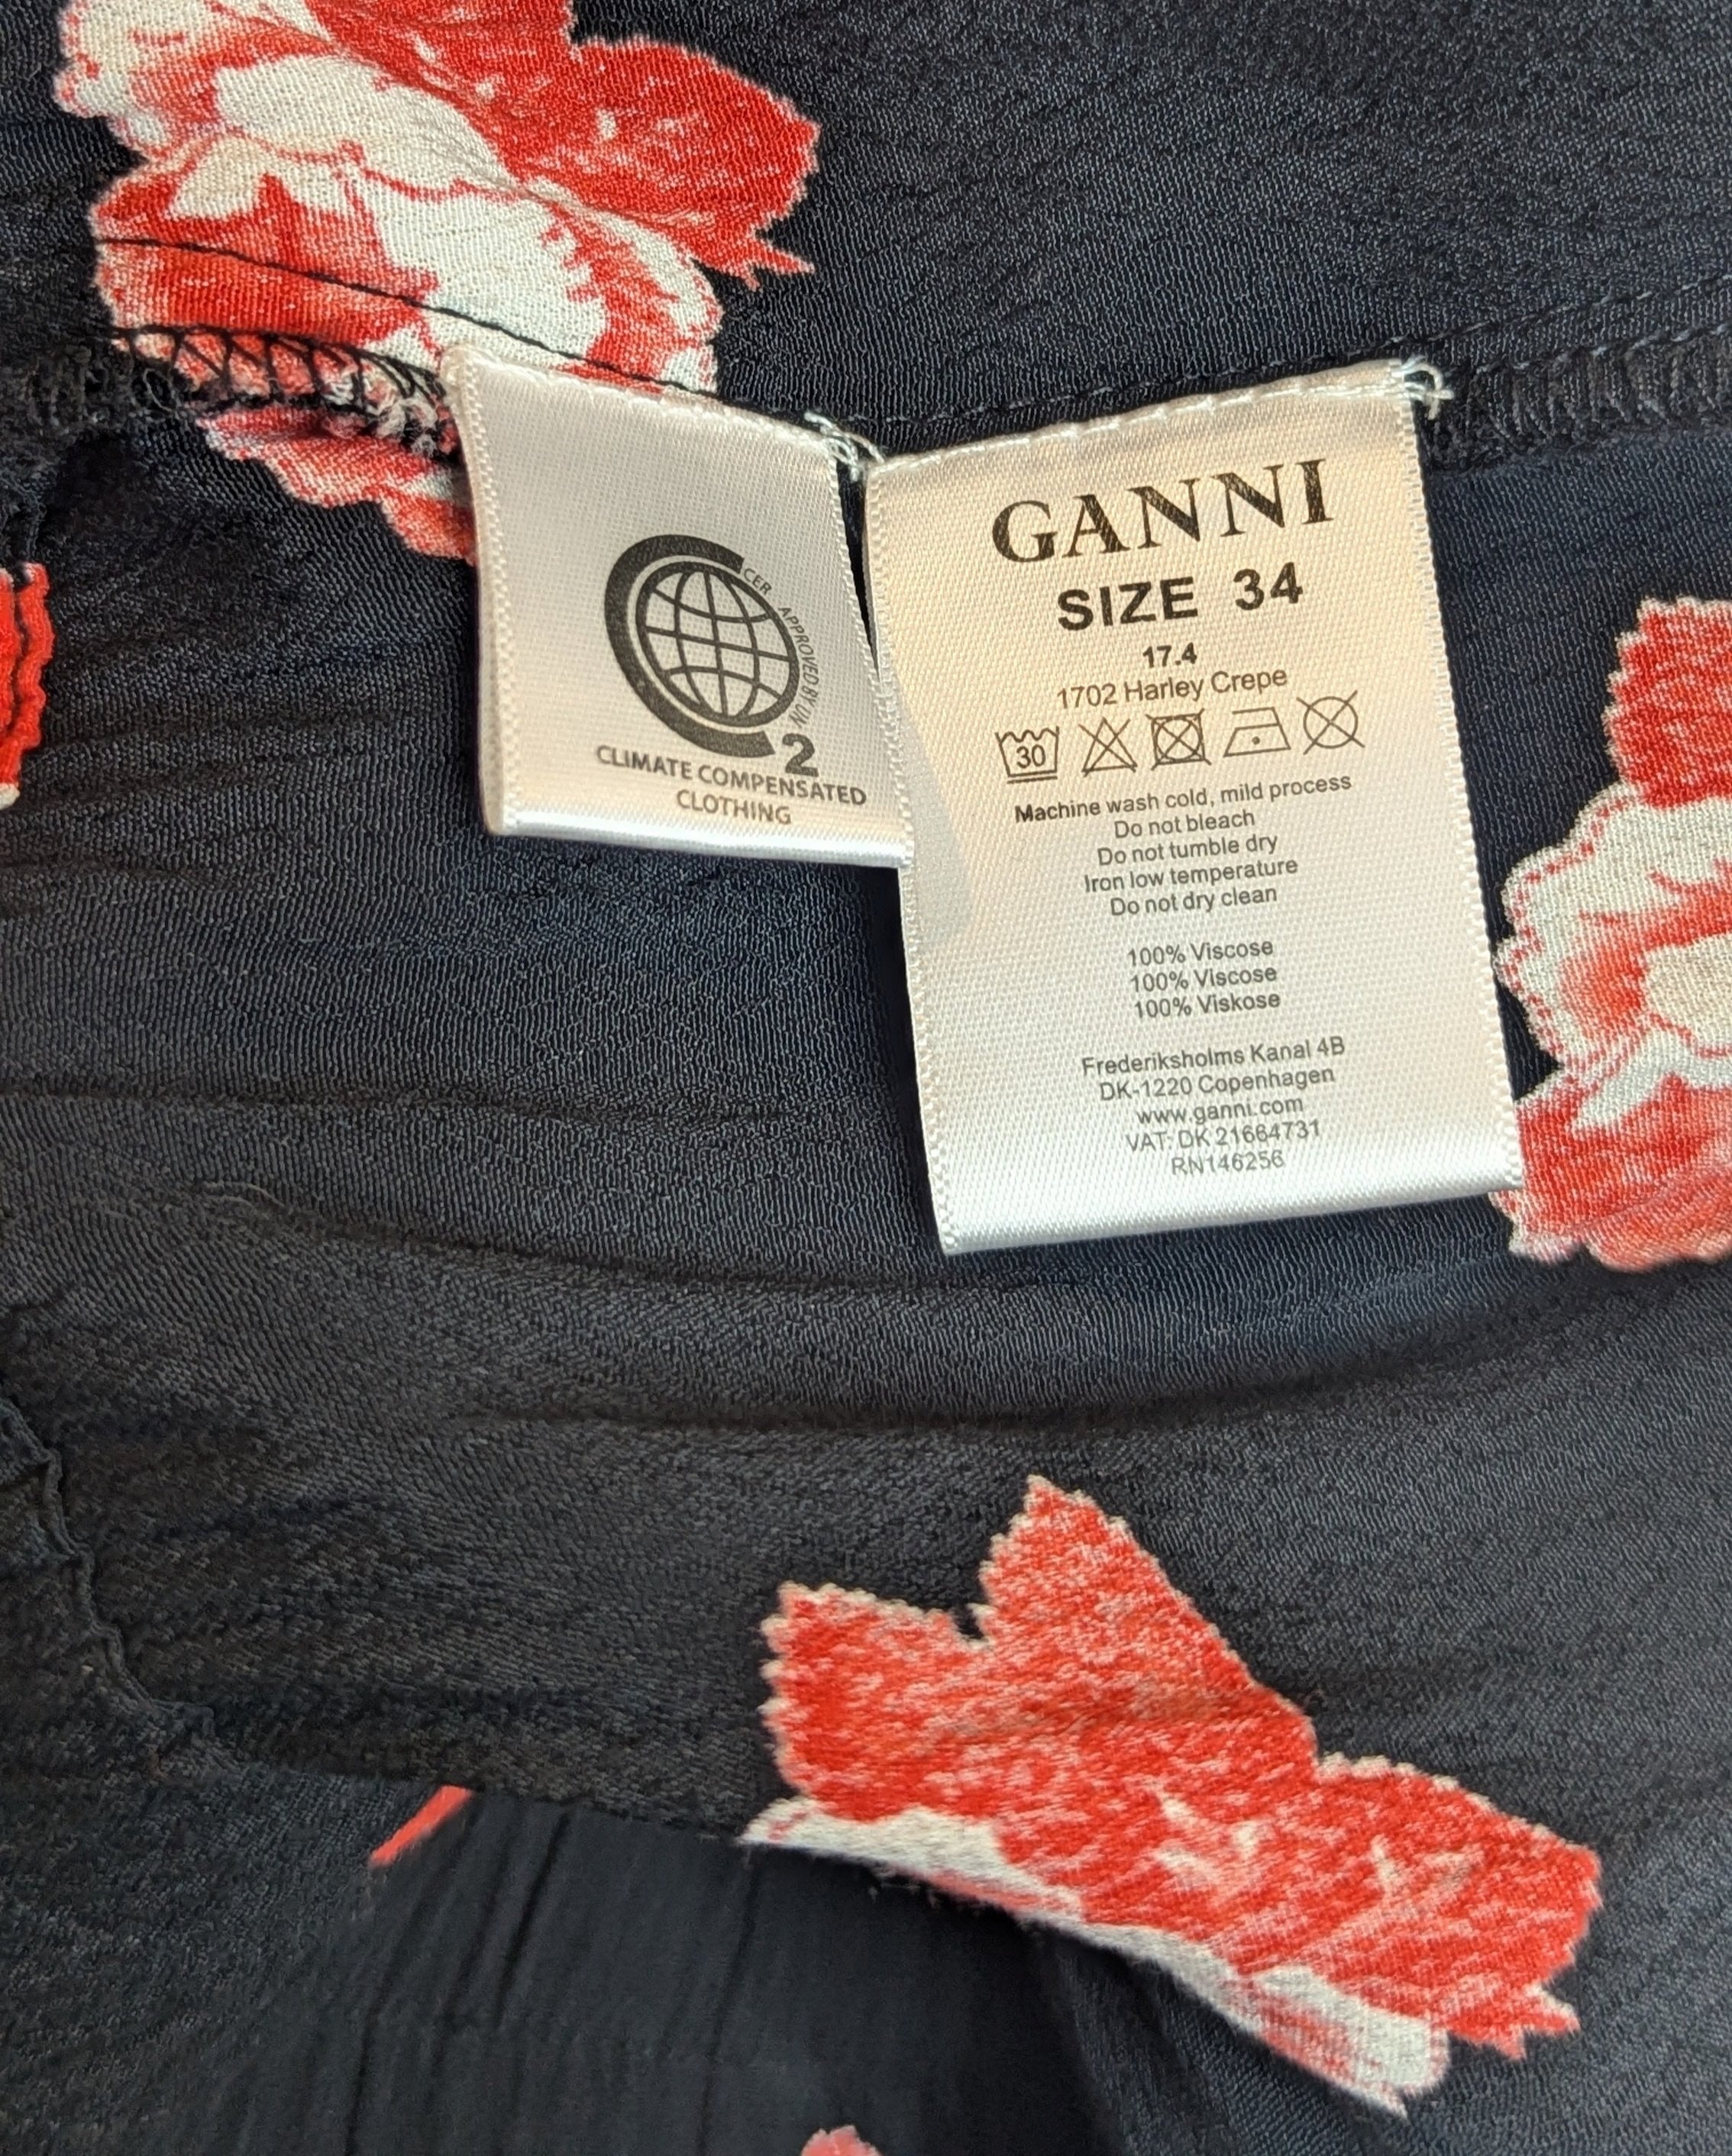 CER APPROVED BY UN
2
CLIMATE COMPENSATED
CLOTHING
GANNI
SIZE 34
17.4
1702 Harley Crepe
30
Machine wash cold, mild process
Do not bleach
Do not tumble dry
Iron low temperature
Do not dry clean
100% Viscose
100% Viscose
100% Viskose
Frederiksholms Kanal 4B
DK-1220 Copenhagen
www.ganni.com
VAT: DK 21664731
RN146256